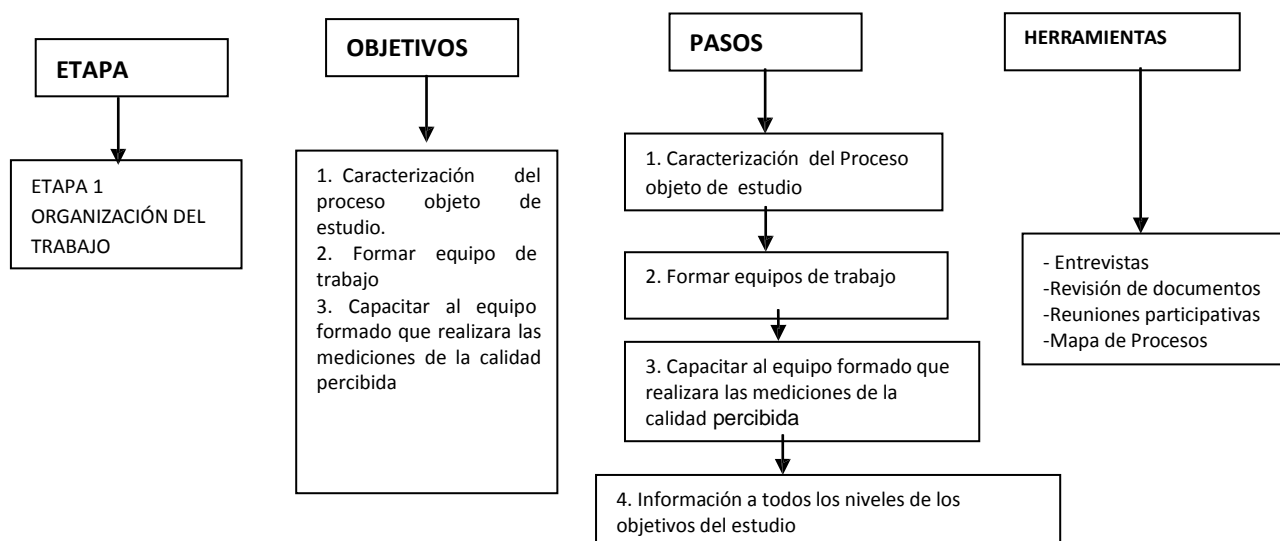 ETAPA
ETAPA 1
ORGANIZACIÓN DEL
TRABAJO
OBJETIVOS
1. Caracterización del
proceso objeto de
estudio.
2. Formar equipo de
trabajo
3. Capacitar al equipo
formado que realizara las
mediciones de la calidad
percibida
PASOS
1. Caracterización del Proceso
objeto de estudio
2. Formar equipos de trabajo
3. Capacitar al equipo formado que
realizara las mediciones de la
calidad percibida
4. Información a todos los niveles de los
objetivos del estudio
HERRAMIENTAS
- Entrevistas
-Revisión de documentos
-Reuniones participativas
-Mapa de Procesos